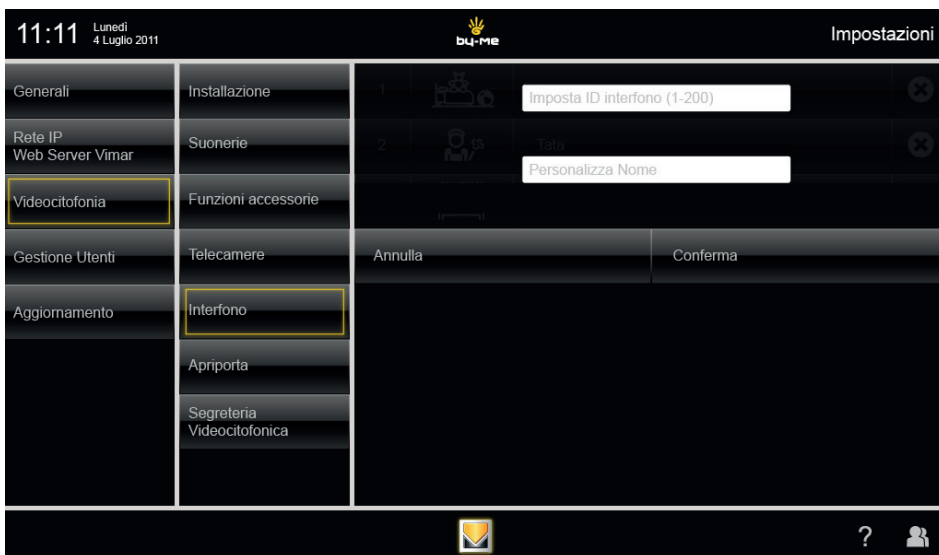 11:11
Lunedì
4 Luglio 2011
by-me
Impostazioni
Generali
Rete IP
Web Server Vimar
Videocitofonia
Gestione Utenti
Aggiornamento
Installazione
Suonerie
Funzioni accessorie
Telecamere
Interfono
Apriporta
Segreteria
Videocitofonica
1
Imposta ID interfono (1-200)
2
Tata
Personalizza Nome
Annulla
Conferma
?